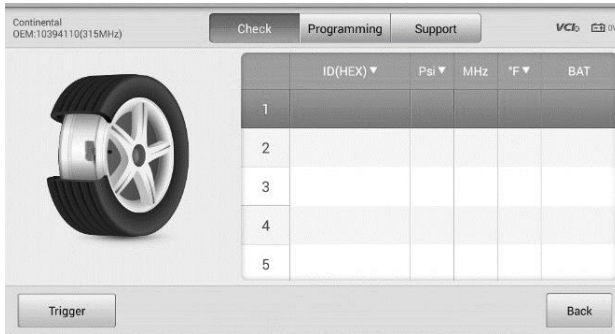 Continental
OEM:10394110(315MHz)
Check Programming Support VCI 0V
ID(HEX)▼ Psi▼ MHz °F▼ BAT
1
2
3
4
5
Trigger Back